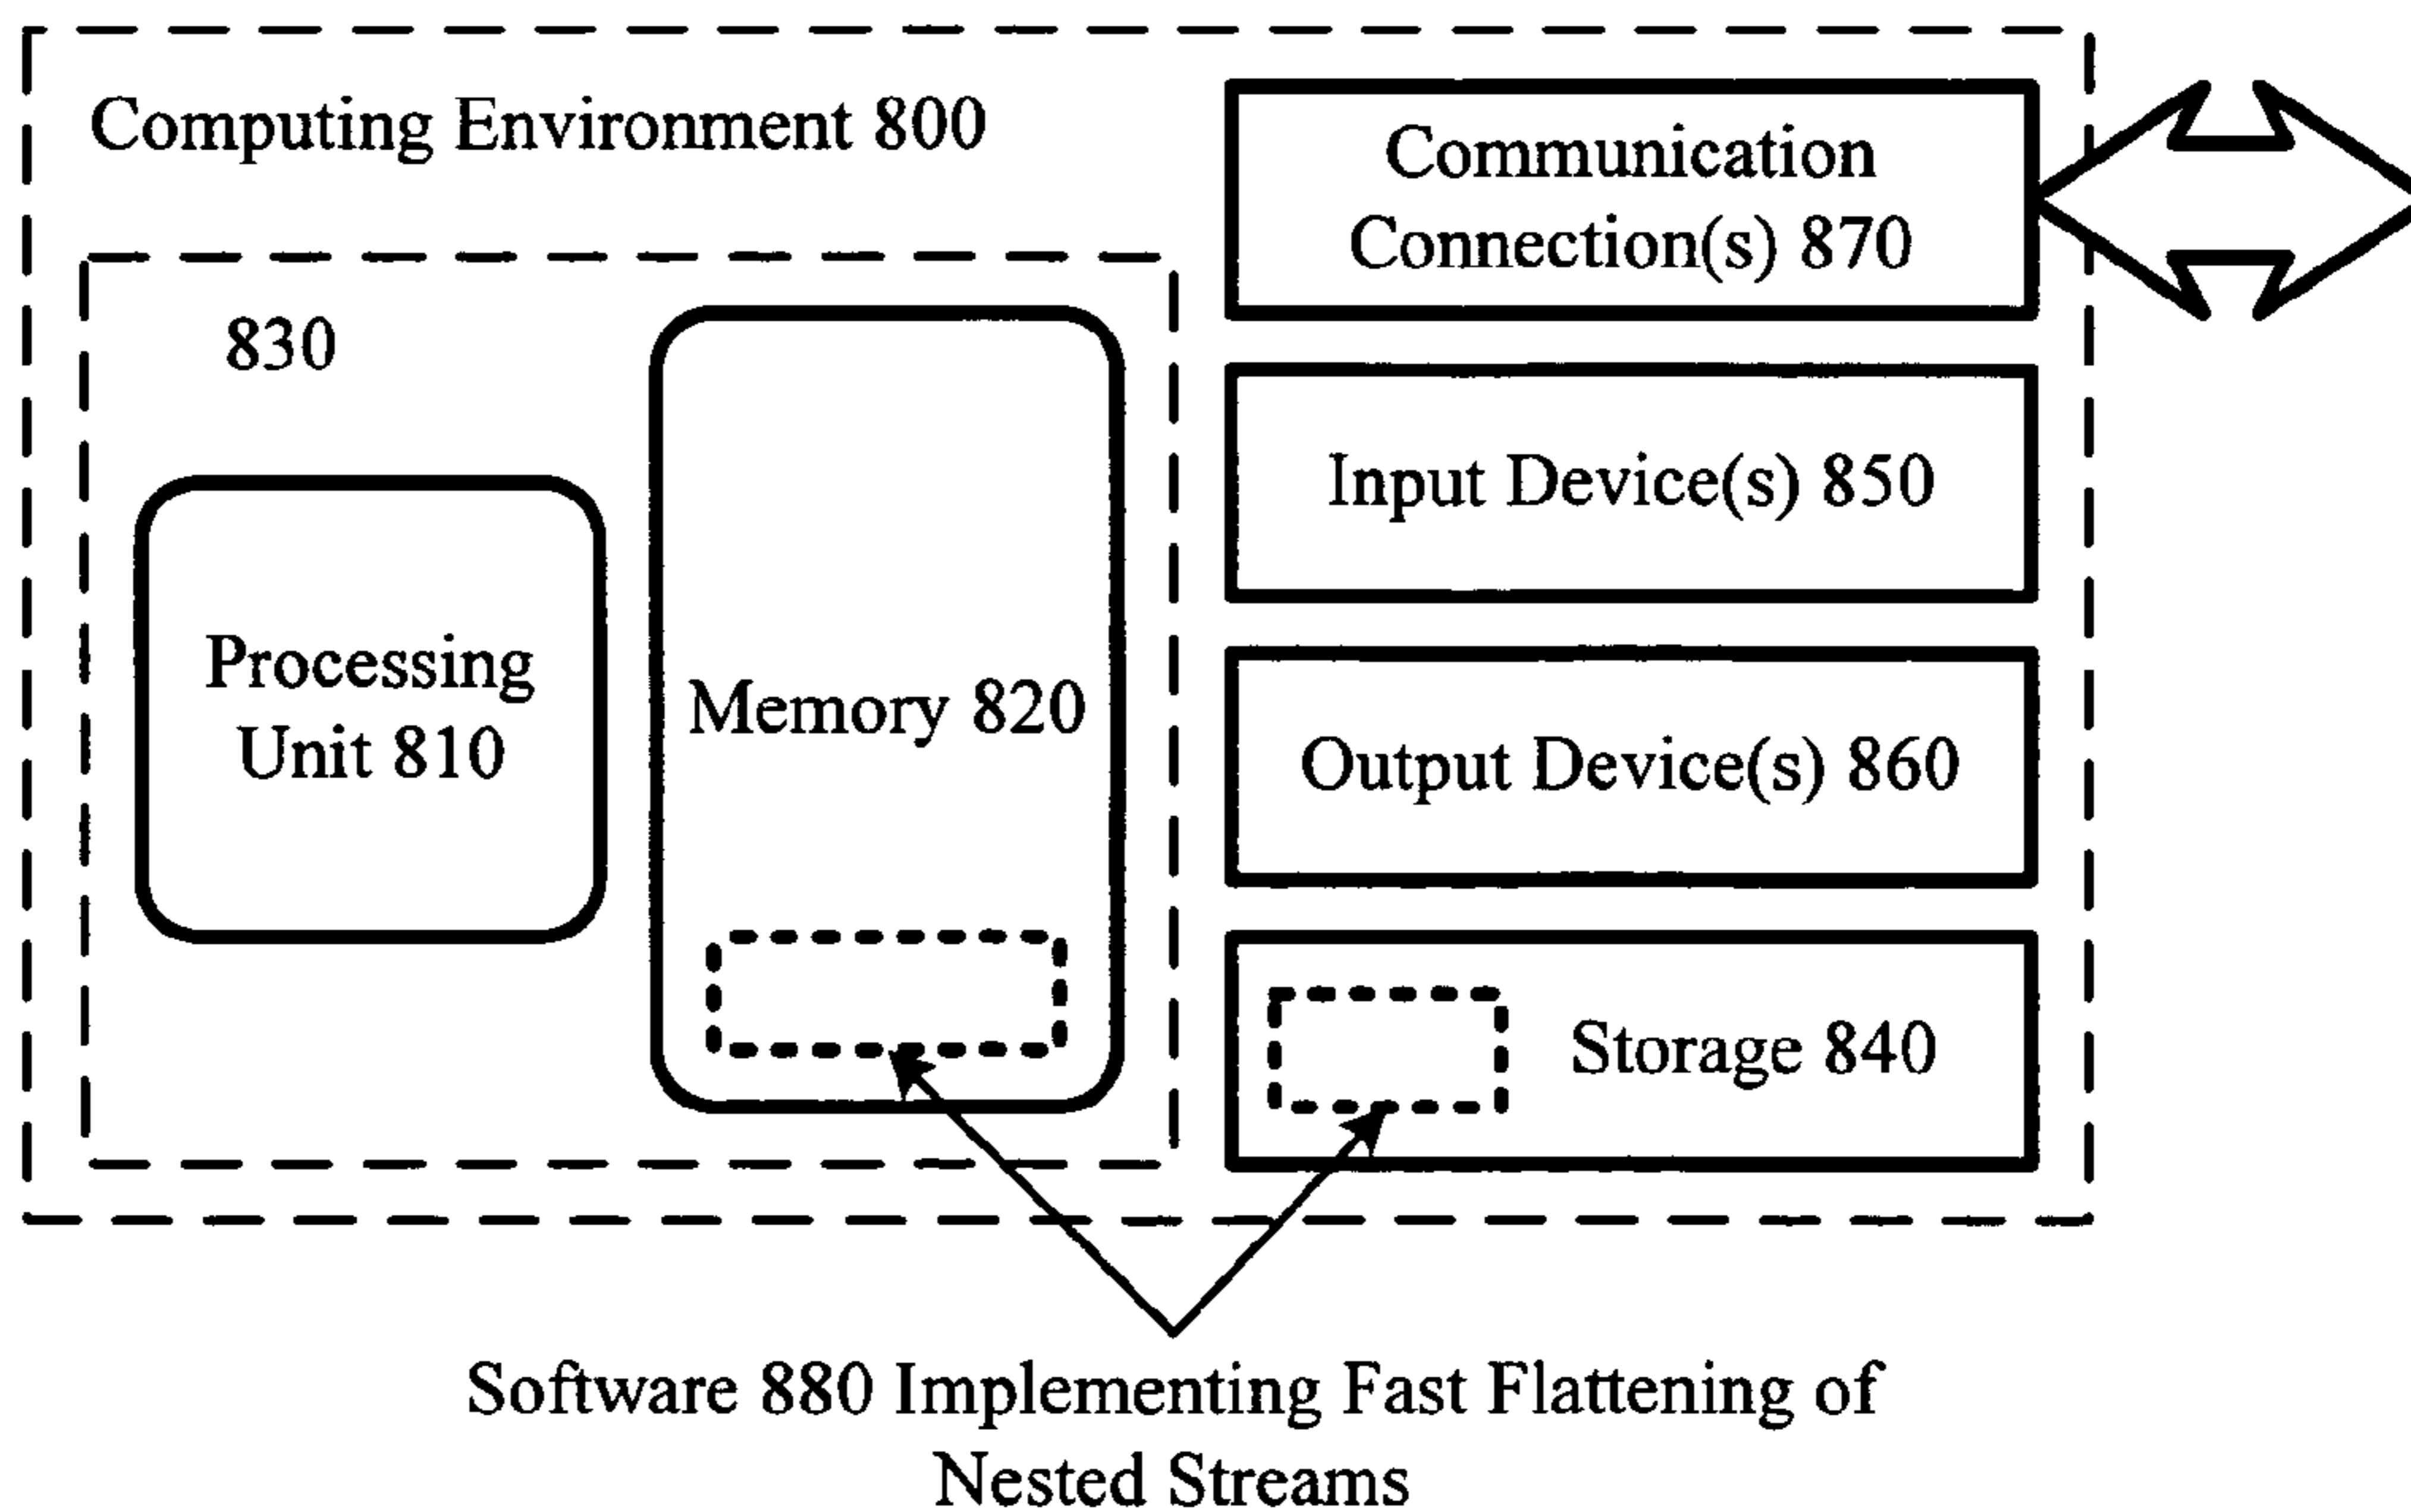 Computing Environment 800
830
Processing
Unit 810
Memory 820
Communication
Connection(s) 870
Input Device(s) 850
Output Device(s) 860
Storage 840
Software 880 Implementing Fast Flattening of
Nested Streams